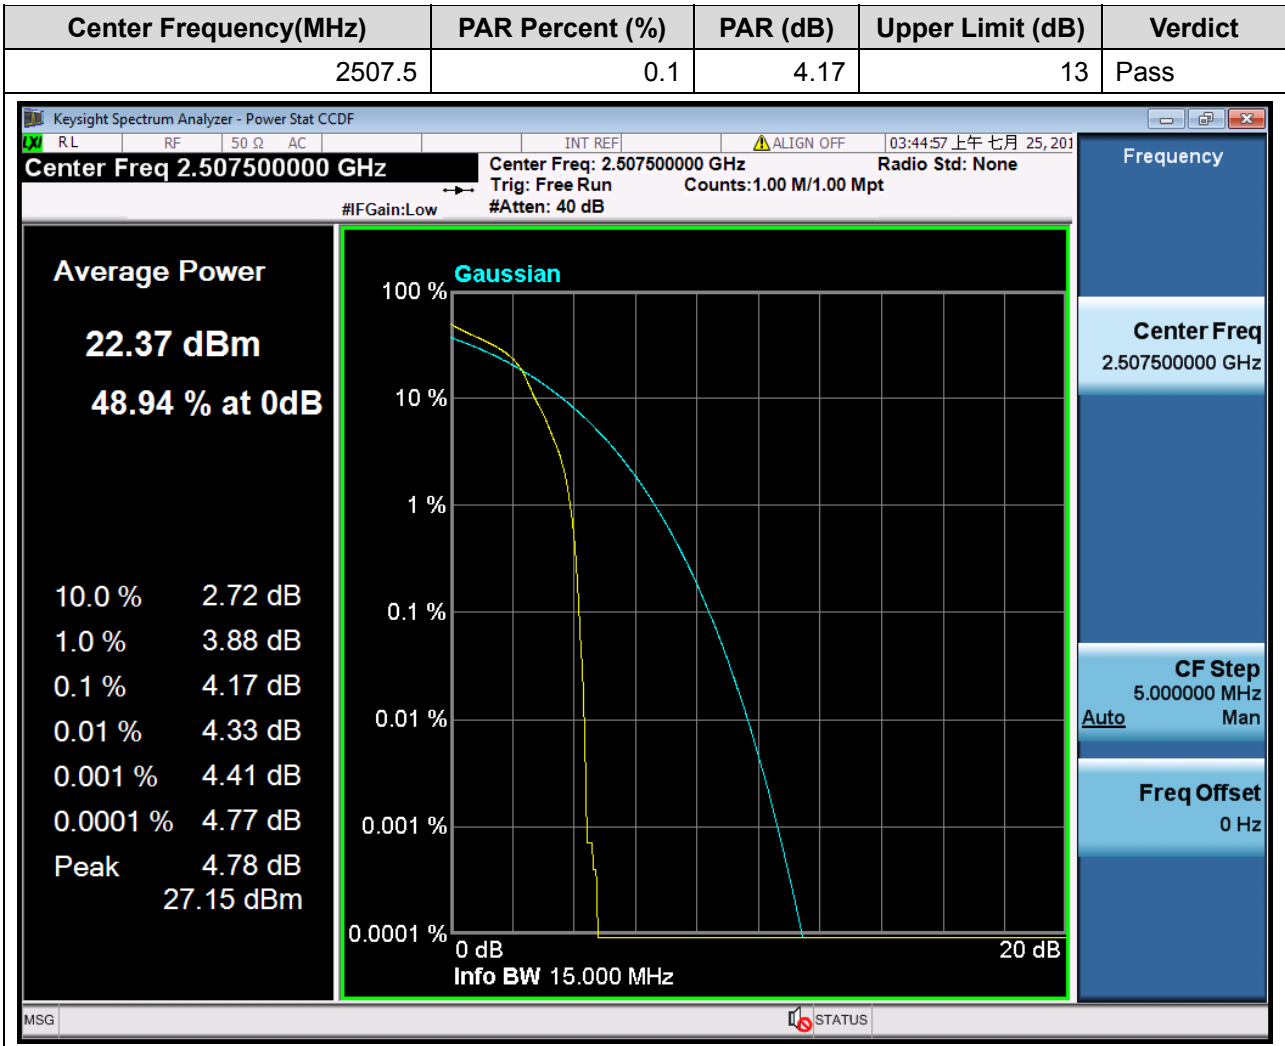 Center Frequency(MHz) PAR Percent (%) PAR (dB) Upper Limit (dB) Verdict
2507.5 0.1 4.17 13 Pass
Keysight Spectrum Analyzer - Power Stat CCDF
LXI RL RF 50 Ω AC INT REF ALIGN OFF 03:44:57 上午 七月 25, 201
Center Freq 2.507500000 GHz
Center Freq: 2.507500000 GHz Radio Std: None
Trig: Free Run Counts:1.00 M/1.00 Mpt
#IFGain:Low #Atten: 40 dB
Average Power
22.37 dBm
48.94 % at 0dB
10.0 % 2.72 dB
1.0 % 3.88 dB
0.1 % 4.17 dB
0.01 % 4.33 dB
0.001 % 4.41 dB
0.0001 % 4.77 dB
Peak 4.78 dB
27.15 dBm
Gaussian
100 %
10 %
1 %
0.1 %
0.01 %
0.001 %
0.0001 %
0 dB 20 dB
Info BW 15.000 MHz
Frequency
Center Freq
2.507500000 GHz
CF Step
5.000000 MHz
Auto Man
Freq Offset
0 Hz
MSG STATUS